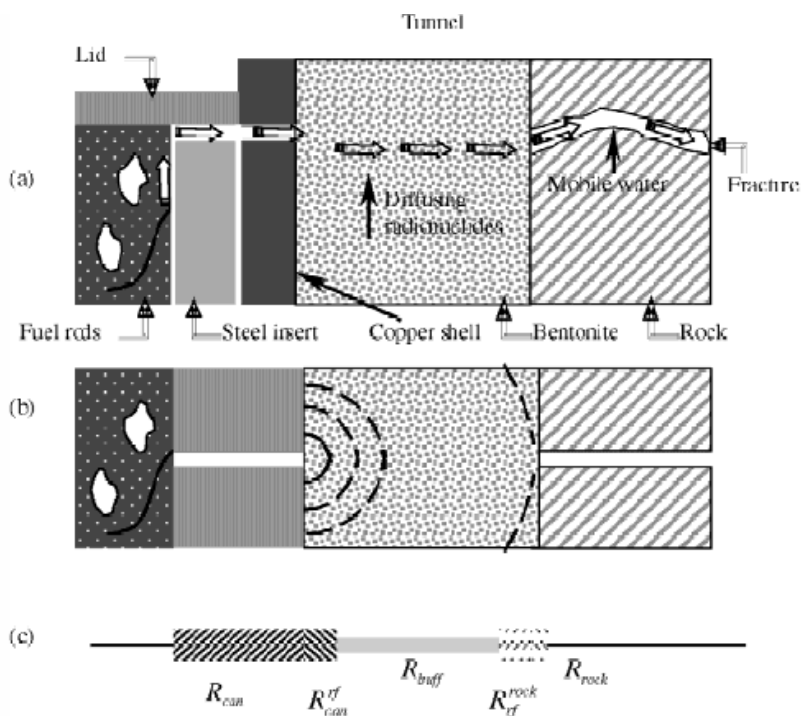 Tunnel
Lid
(a)
Diffusing
radionuclides
Mobile water
Fracture
Fuel rods
Steel insert
Copper shell
Bentonite
Rock
(b)
(c)
R_can
R_can^rf
R_buff
R_rf^rock
R_rock